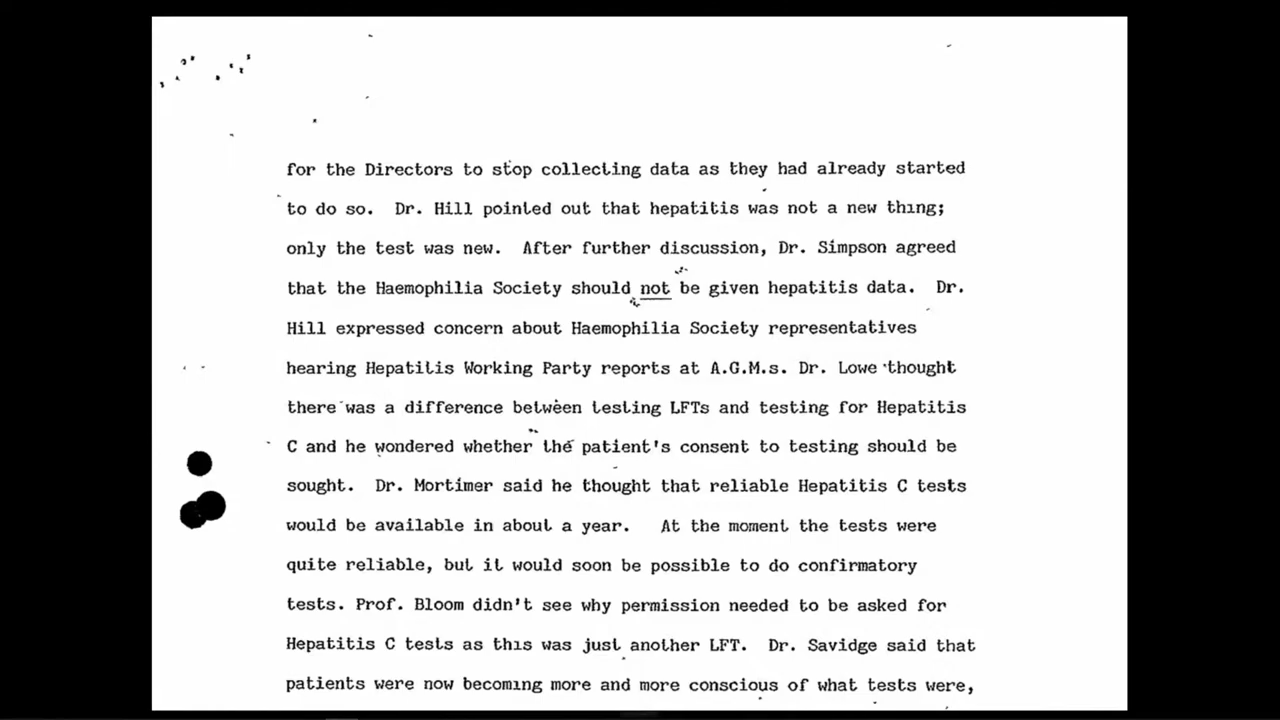 for the Directors to stop collecting data as they had already started
to do so. Dr. Hill pointed out that hepatitis was not a new thing;
only the test was new. After further discussion, Dr. Simpson agreed
that the Haemophilia Society should not be given hepatitis data. Dr.
Hill expressed concern about Haemophilia Society representatives
hearing Hepatitis Working Party reports at A.G.M.s. Dr. Lowe thought
there was a difference between testing LFTs and testing for Hepatitis
C and he wondered whether the patient's consent to testing should be
sought. Dr. Mortimer said he thought that reliable Hepatitis C tests
would be available in about a year. At the moment the tests were
quite reliable, but it would soon be possible to do confirmatory
tests. Prof. Bloom didn't see why permission needed to be asked for
Hepatitis C tests as this was just another LFT. Dr. Savidge said that
patients were now becoming more and more conscious of what tests were,